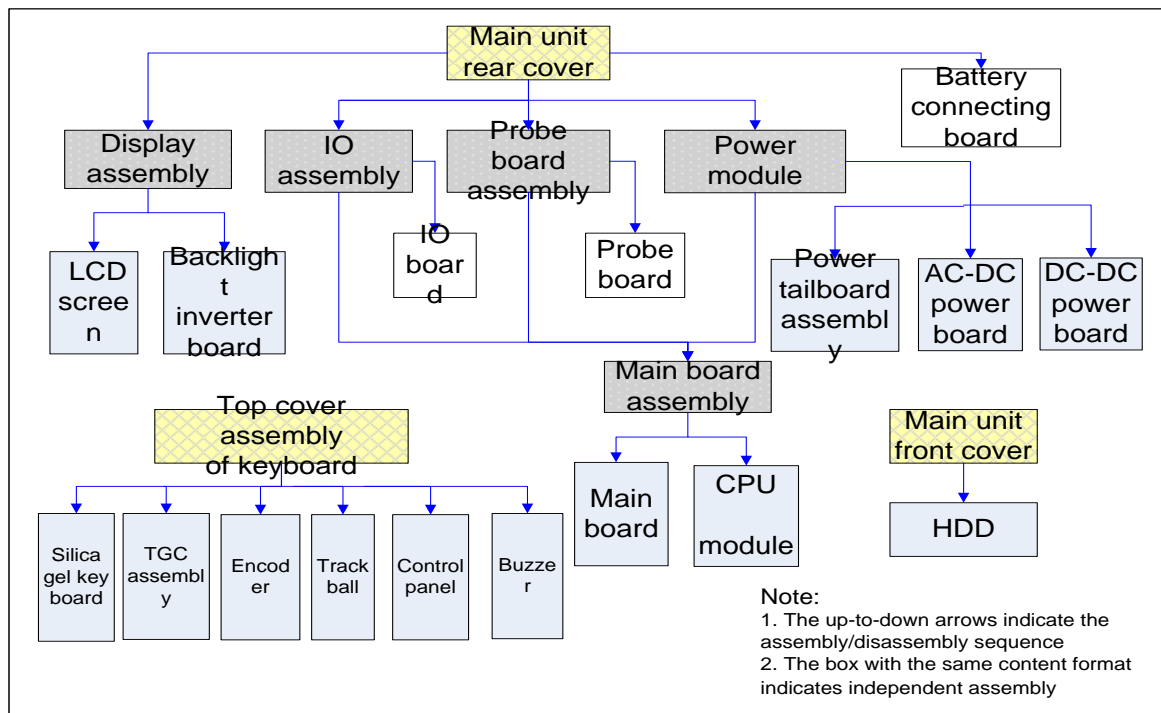 Main unit
rear cover
Battery
connecting
board
Display
assembly
IO
assembly
Probe
board
assembly
Power
module
LCD
scree
n
Backligh
t
inverter
board
IO
boar
d
Probe
board
Power
tailboard
assembl
y
AC-DC
power
board
DC-DC
power
board
Main board
assembly
Top cover
assembly
of keyboard
Main unit
front cover
Main
board
CPU
module
HDD
Silica
gel key
board
TGC
assembl
y
Encod
er
Track
ball
Control
panel
Buzze
r
Note:
1. The up-to-down arrows indicate the
assembly/disassembly sequence
2. The box with the same content format
indicates independent assembly